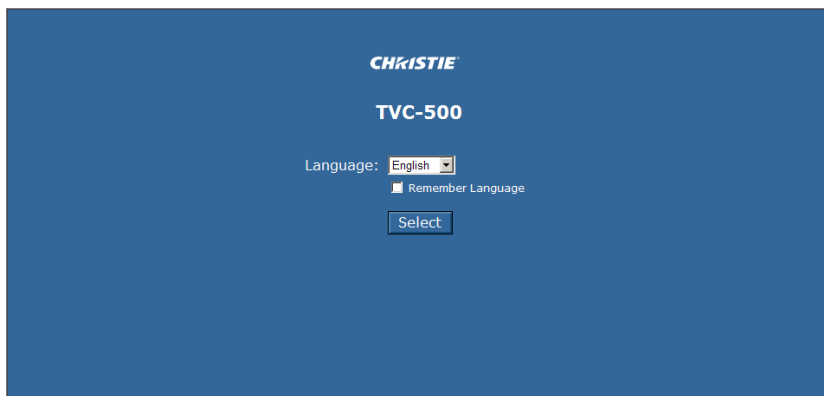 CHRISTIE
TVC-500
Language: English
Remember Language
Select